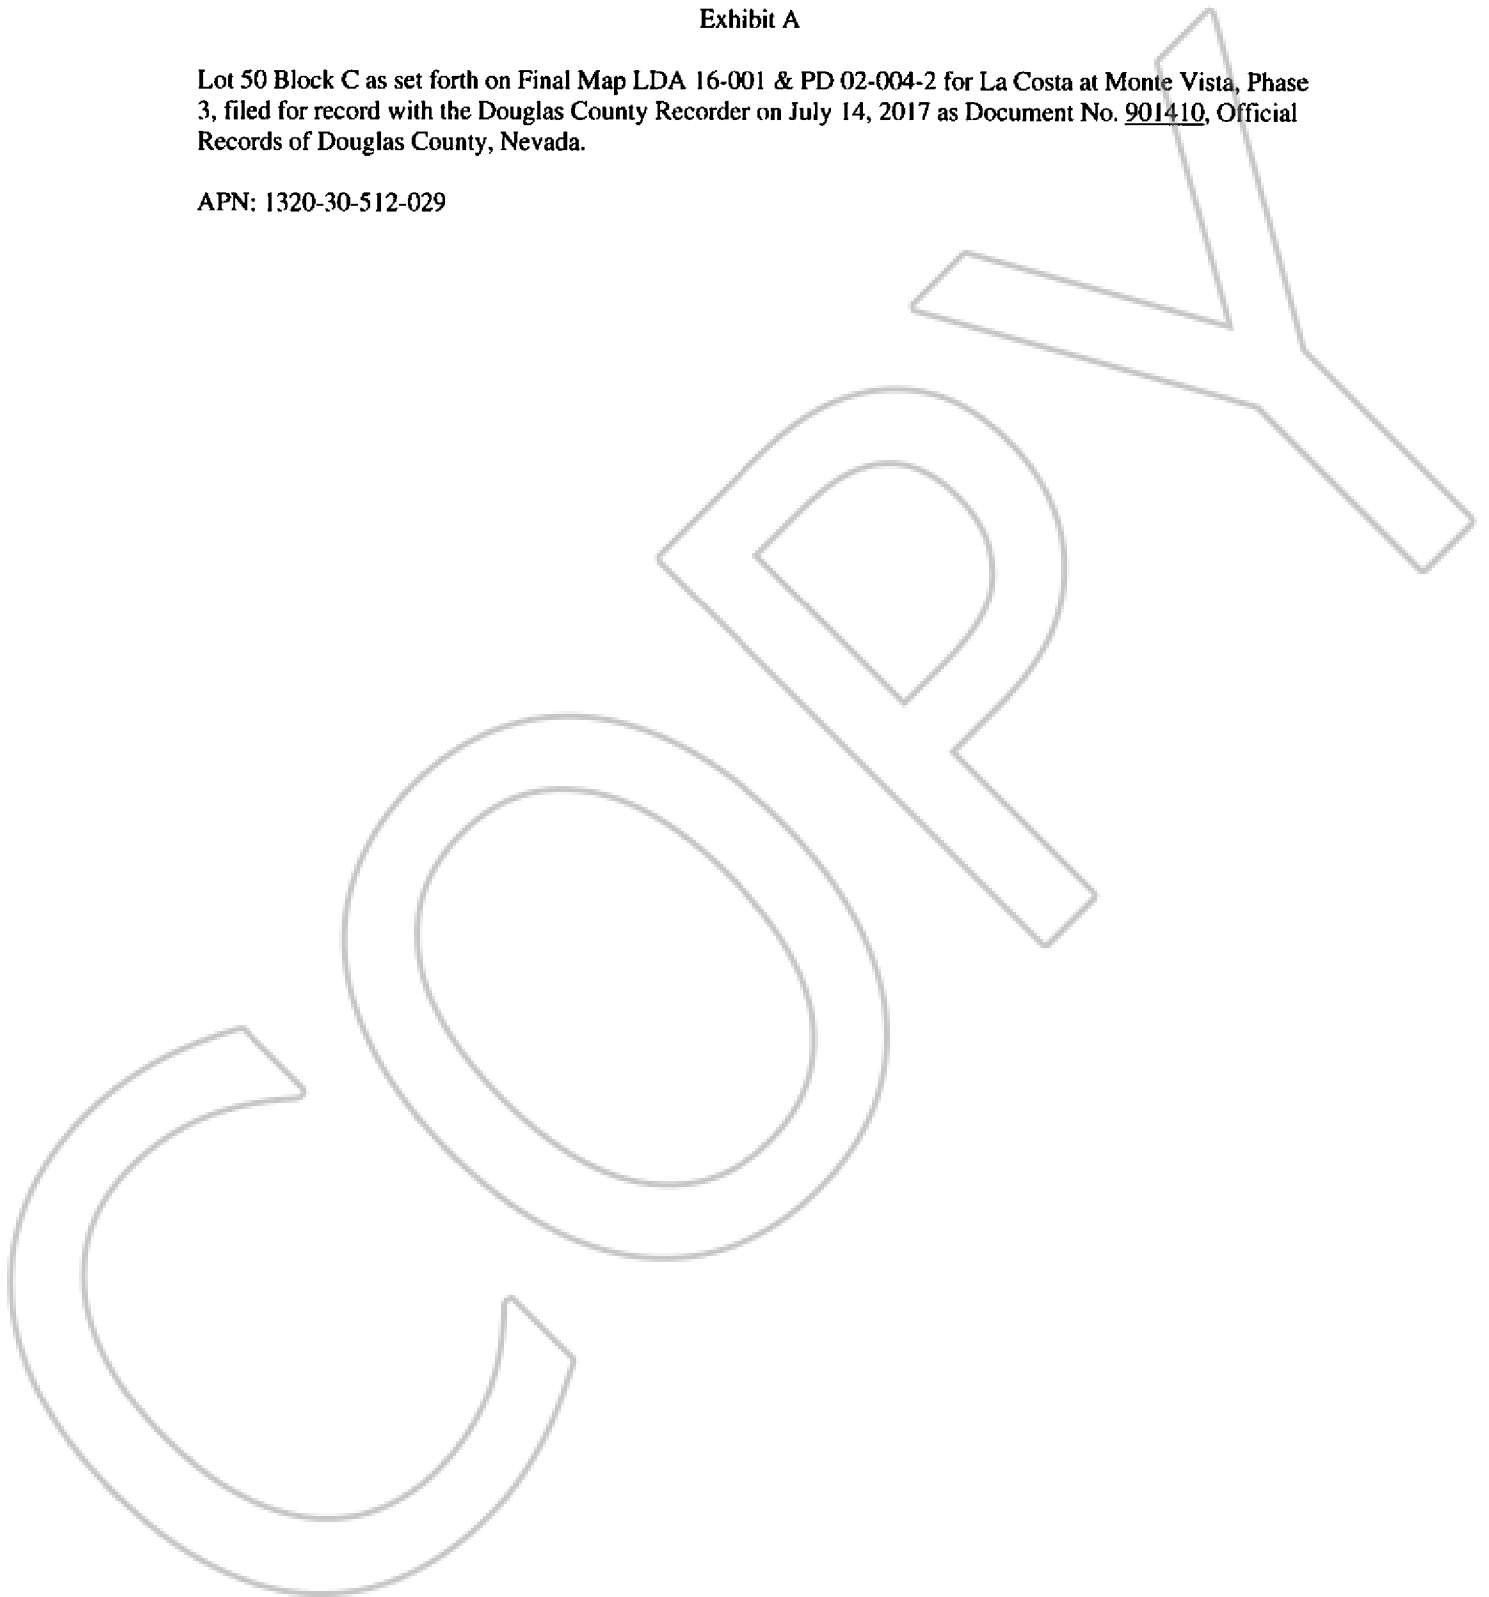 Exhibit A
Lot 50 Block C as set forth on Final Map LDA 16-001 & PD 02-004-2 for La Costa at Monte Vista, Phase
3, filed for record with the Douglas County Recorder on July 14, 2017 as Document No. 901410, Official
Records of Douglas County, Nevada.
APN: 1320-30-512-029
COPY